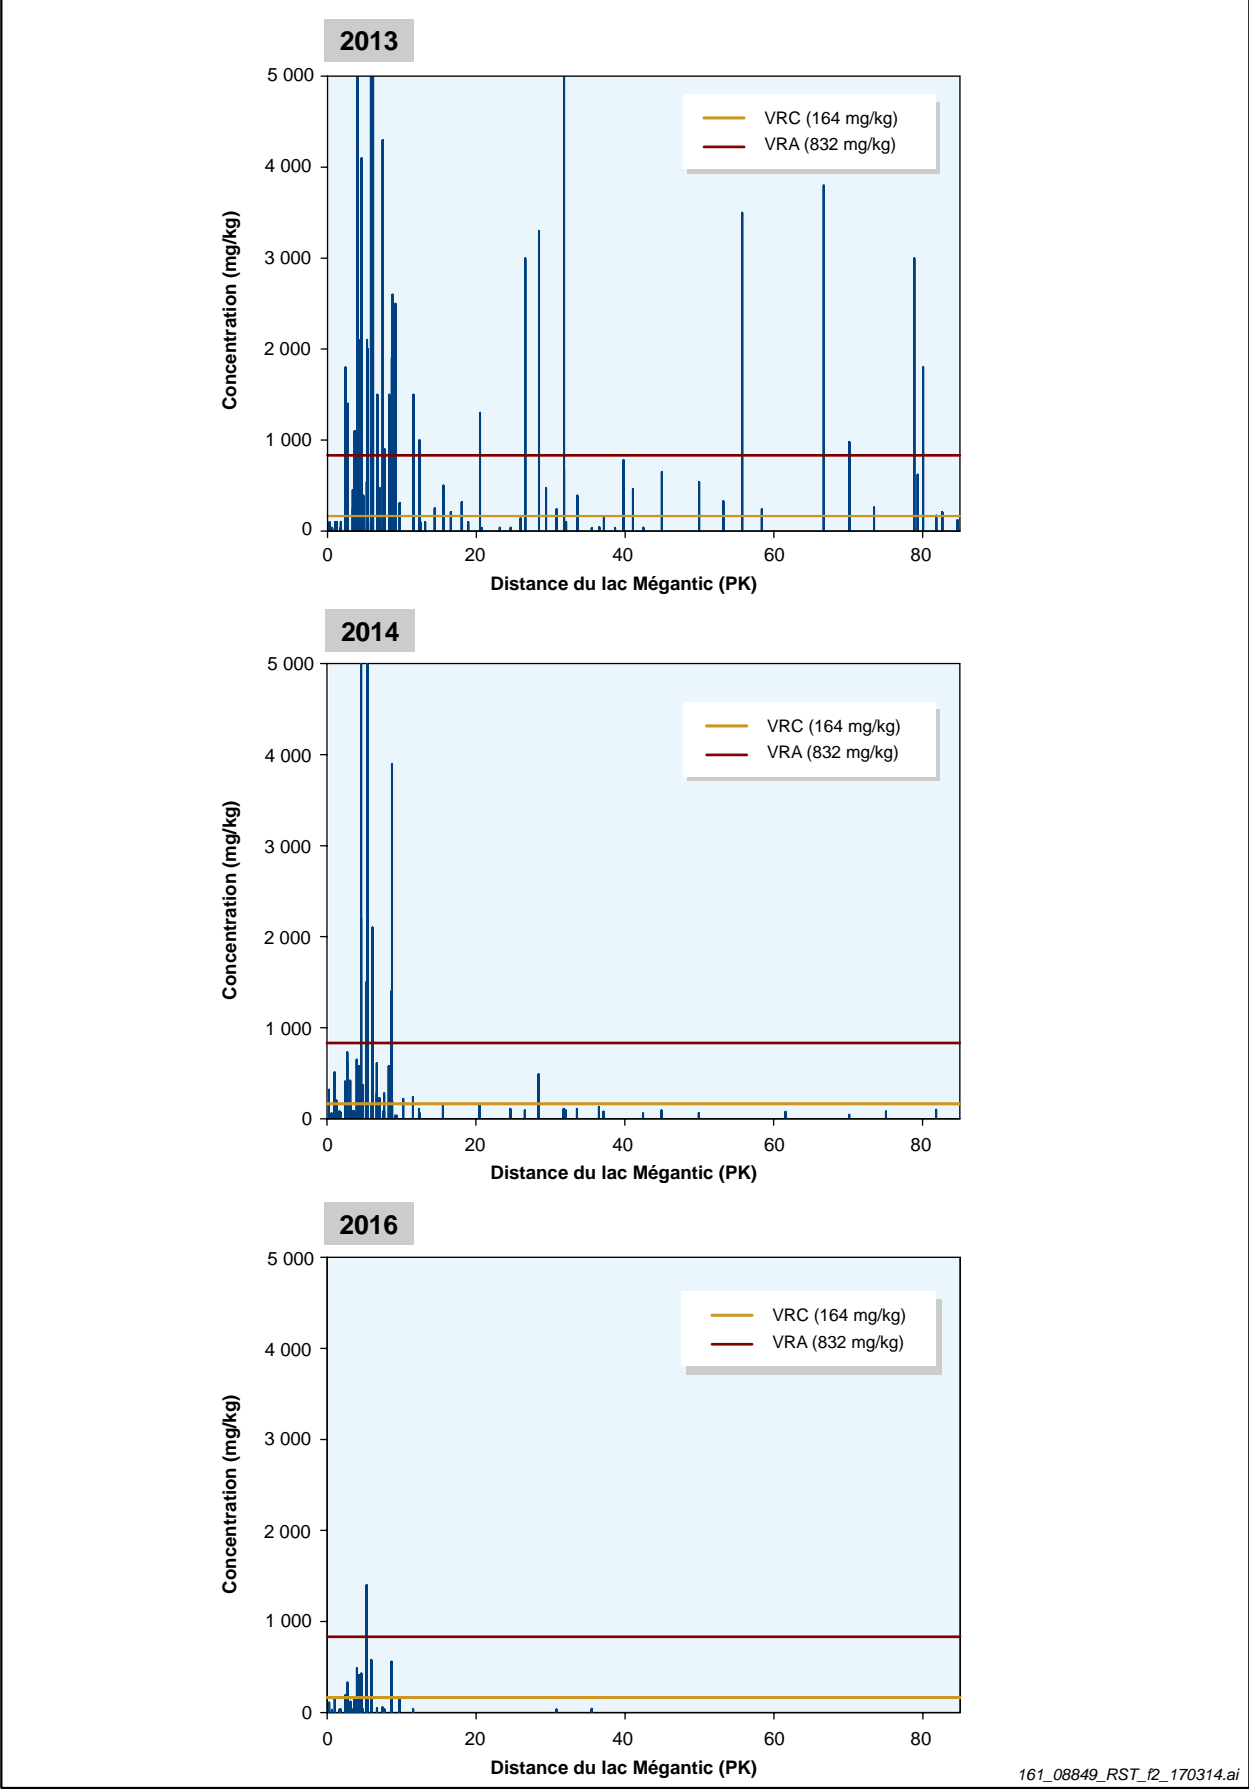 2013
5 000
4 000
3 000
2 000
1 000
0
Concentration (mg/kg)
VRC (164 mg/kg)
VRA (832 mg/kg)
0 20 40 60 80
Distance du lac Mégantic (PK)
2014
5 000
4 000
3 000
2 000
1 000
0
Concentration (mg/kg)
VRC (164 mg/kg)
VRA (832 mg/kg)
0 20 40 60 80
Distance du lac Mégantic (PK)
2016
5 000
4 000
3 000
2 000
1 000
0
Concentration (mg/kg)
VRC (164 mg/kg)
VRA (832 mg/kg)
0 20 40 60 80
Distance du lac Mégantic (PK)
161_08849_RST_f2_170314.ai